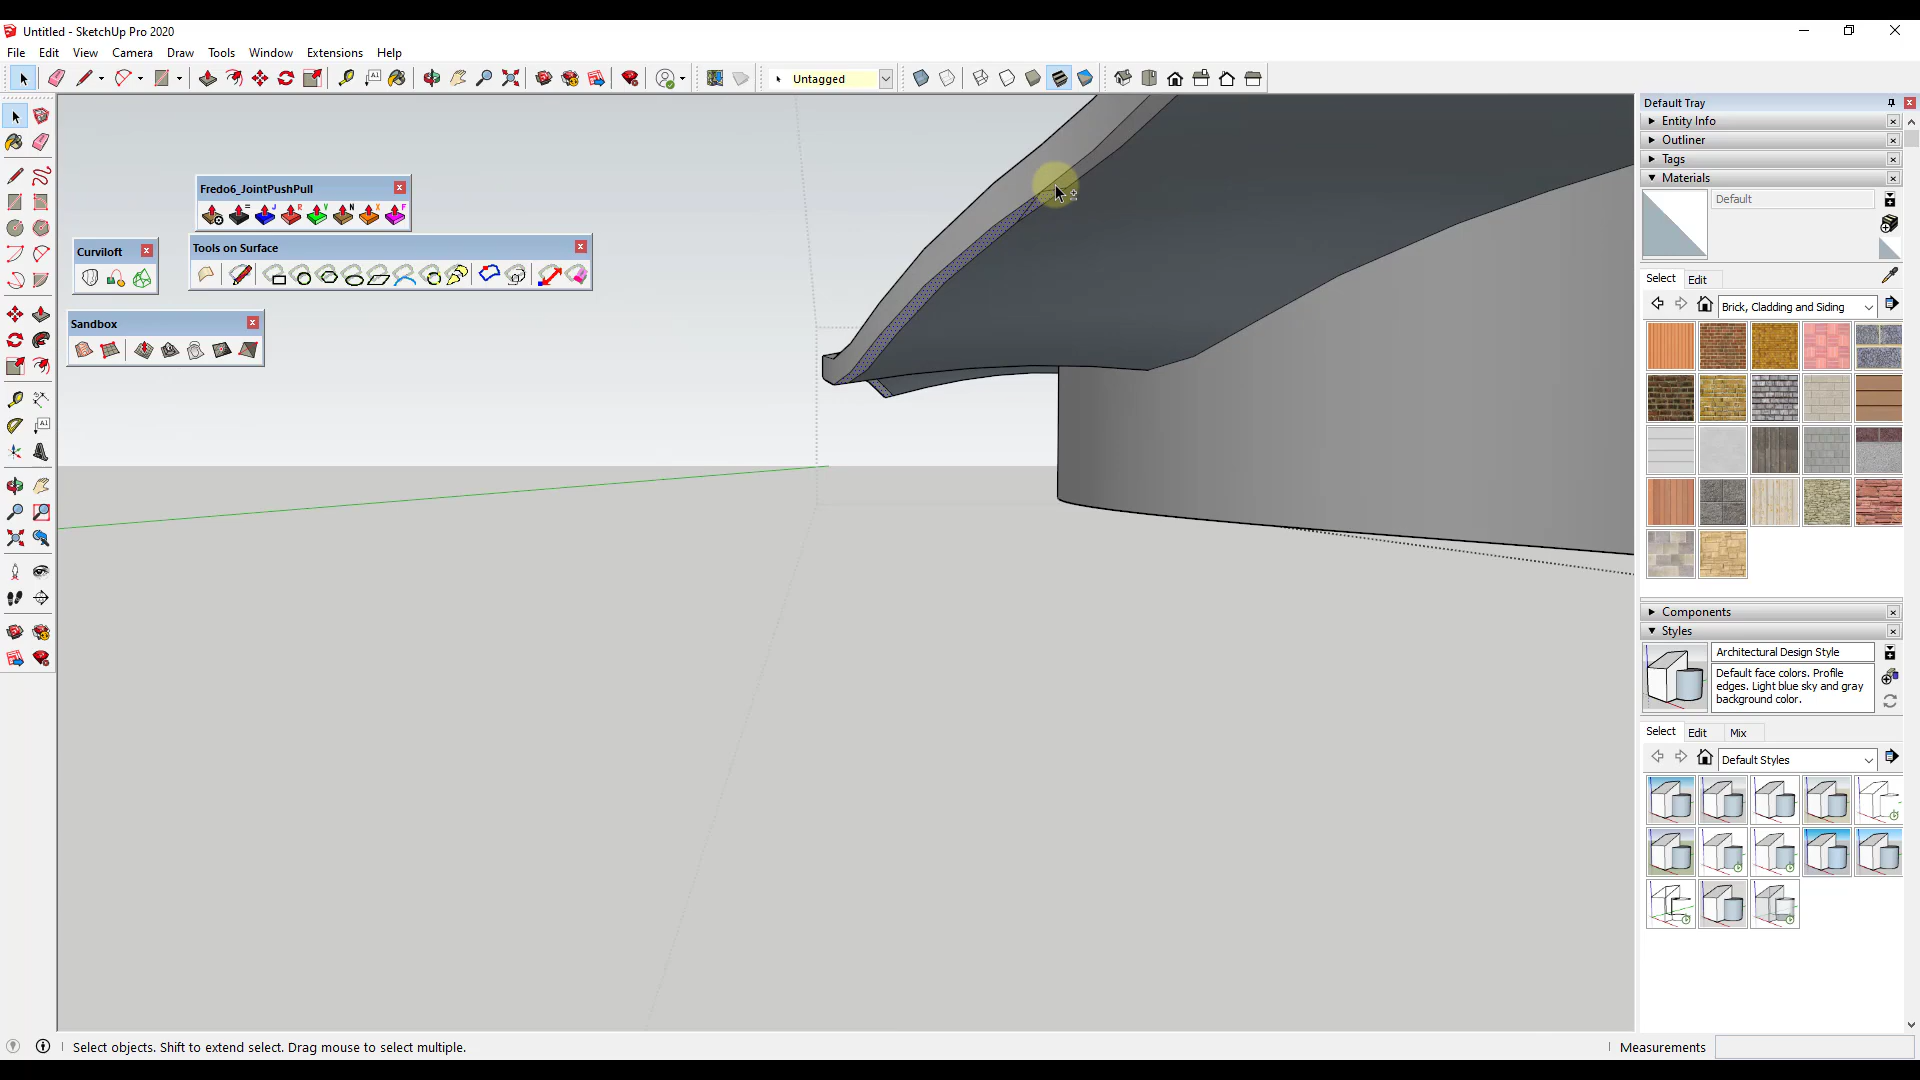 Untitled - SketchUp Pro 2020
File Edit View Camera Draw Tools Window Extensions Help
Untagged
Default Tray
Entity Info
Outliner
Tags
Materials
Default
Select Edit
Brick, Cladding and Siding
Fredo6_JointPushPull
Tools on Surface
Curviloft
Sandbox
Components
Styles
Architectural Design Style
Default face colors. Profile
edges. Light blue sky and gray
background color.
Select Edit Mix
Default Styles
Select objects. Shift to extend select. Drag mouse to select multiple.
Measurements